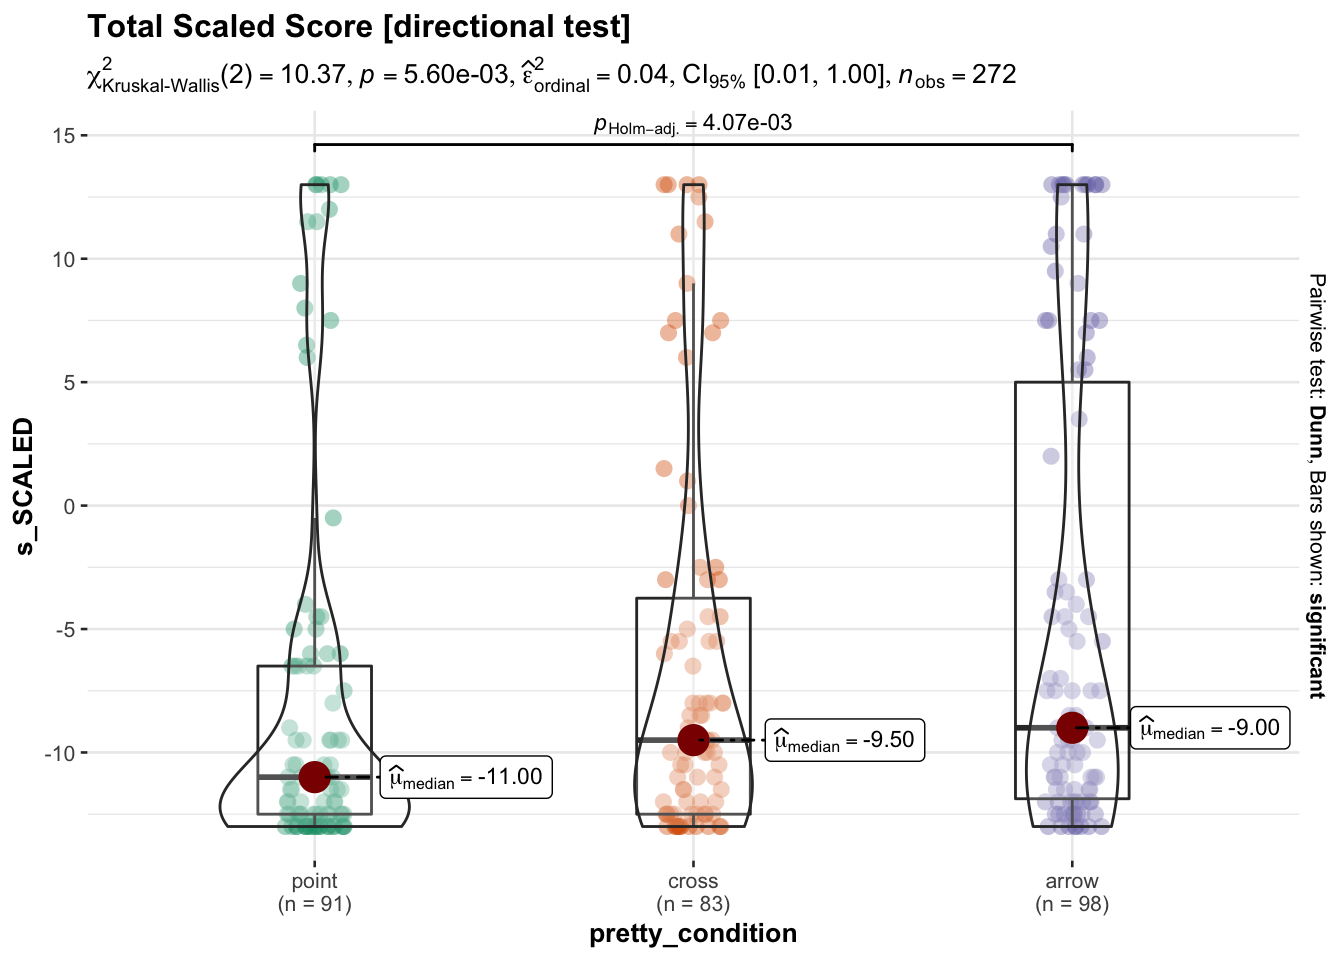 Total Scaled Score [directional test]
χ²Kruskal-Wallis(2) = 10.37, p = 5.60e-03, ε̂²ordinal = 0.04, CI95% [0.01, 1.00], nobs = 272
pHolm−adj. = 4.07e-03
15
10
5
0
-5
-10
s_SCALED
μ̂median = -11.00
μ̂median = -9.50
μ̂median = -9.00
Pairwise test: Dunn, Bars shown: significant
point
(n = 91)
cross
(n = 83)
arrow
(n = 98)
pretty_condition